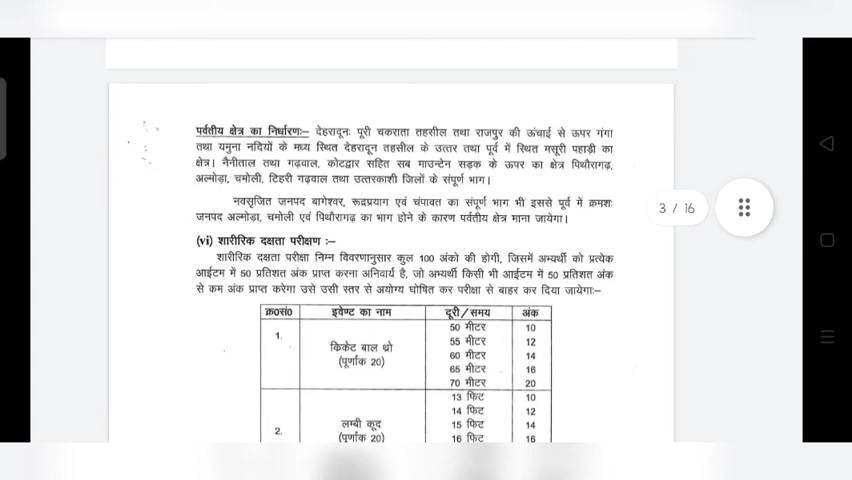 पर्वतीय क्षेत्र का निर्धारणः– देहरादूनः पूरी चकराता तहसील तथा राजपुर की ऊंचाई से ऊपर गंगा
तथा यमुना नदियों के मध्य स्थित देहरादून तहसील के उत्तर तथा पूर्व में स्थित मसूरी पहाड़ी का
क्षेत्र। नैनीताल तथा गढ़वाल, कोटद्वार सहित सब माउन्टेन सड़क के ऊपर का क्षेत्र पिथौरागढ़,
अल्मोड़ा, चमोली, टिहरी गढ़वाल तथा उत्तरकाशी जिलों के संपूर्ण भाग।
नवसृजित जनपद बागेश्वर, रूद्रप्रयाग एवं चंपावत का संपूर्ण भाग भी इससे पूर्व में क्रमशः
जनपद अल्मोड़ा, चमोली एवं पिथौरागढ़ का भाग होने के कारण पर्वतीय क्षेत्र माना जायेगा।
3 / 16
(vi) शारीरिक दक्षता परीक्षण :–
शारीरिक दक्षता परीक्षा निम्न विवरणानुसार कुल 100 अंको की होगी, जिसमें अभ्यर्थी को प्रत्येक
आईटम में 50 प्रतिशत अंक प्राप्त करना अनिवार्य है, जो अभ्यर्थी किसी भी आईटम में 50 प्रतिशत अंक
से कम अंक प्राप्त करेगा उसे उसी स्तर से अयोग्य घोषित कर परीक्षा से बाहर कर दिया जायेगाः–
क्र०सं० इवेण्ट का नाम दूरी/समय अंक
1. क्रिकेट बाल थ्रो (पूर्णांक 20)
50 मीटर 10
55 मीटर 12
60 मीटर 14
65 मीटर 16
70 मीटर 20
2. लम्बी कूद (पूर्णांक 20)
13 फिट 10
14 फिट 12
15 फिट 14
16 फिट 16